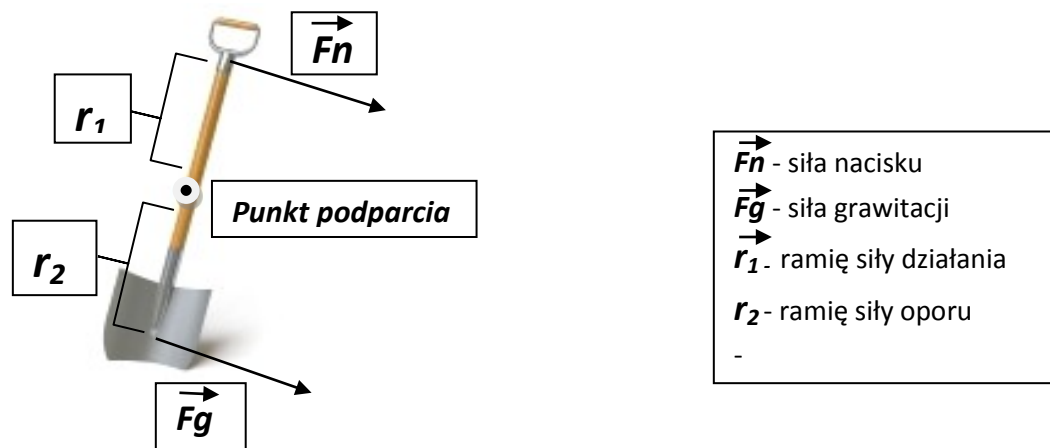 Fn
r₁
Punkt podparcia
r₂
Fg
Fn - siła nacisku
Fg - siła grawitacji
r₁ - ramię siły działania
r₂ - ramię siły oporu
-